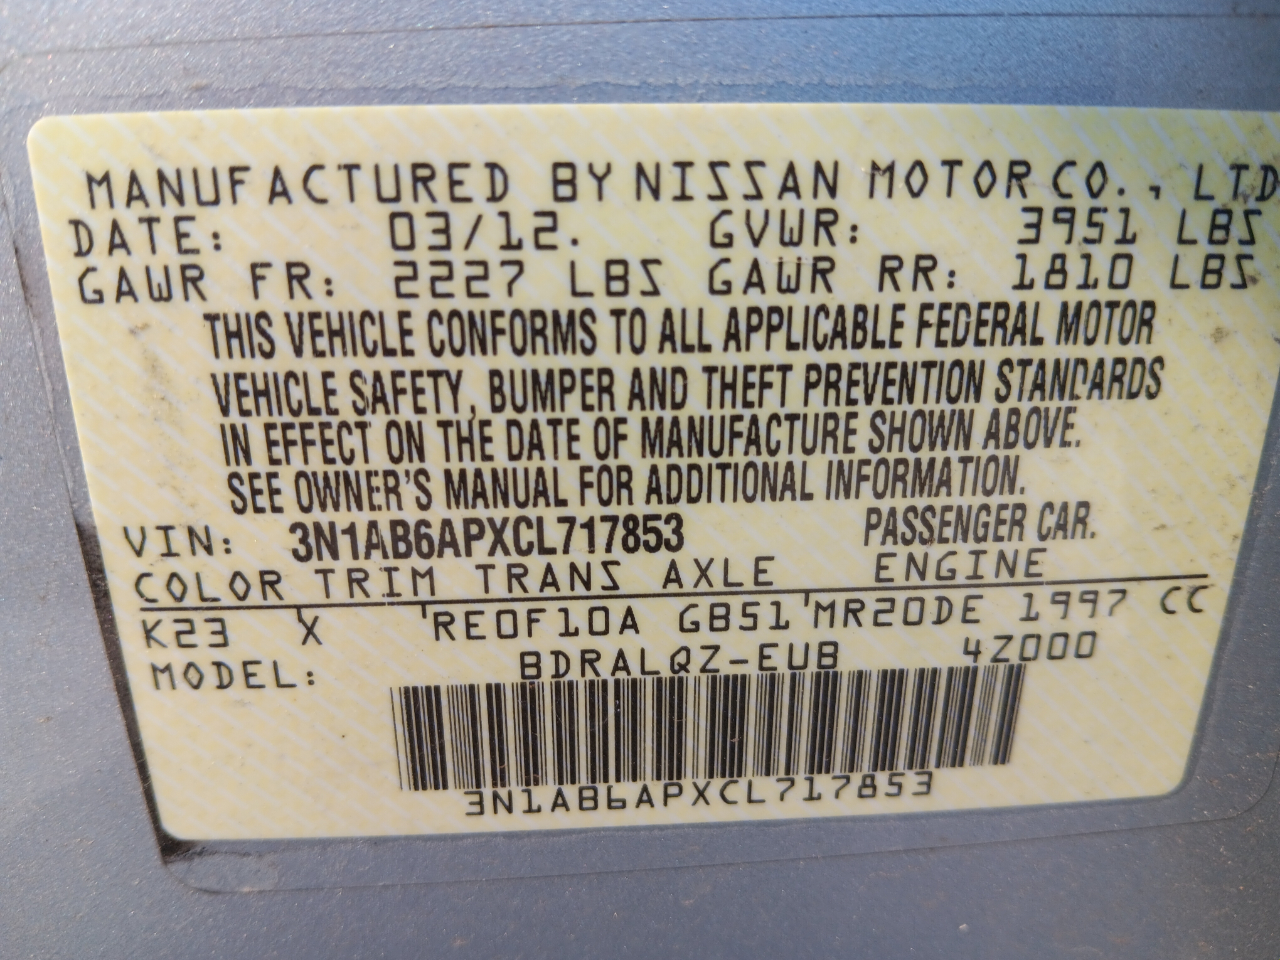 MANUFACTURED BY NISSAN MOTOR CO., LTD
DATE: 03/12. GVWR: 3951 LBS
GAWR FR: 2227 LBS GAWR RR: 1810 LBS
THIS VEHICLE CONFORMS TO ALL APPLICABLE FEDERAL MOTOR
VEHICLE SAFETY, BUMPER AND THEFT PREVENTION STANDARDS
IN EFFECT ON THE DATE OF MANUFACTURE SHOWN ABOVE.
SEE OWNER'S MANUAL FOR ADDITIONAL INFORMATION.
VIN: 3N1AB6APXCL717853 PASSENGER CAR.
COLOR TRIM TRANS AXLE ENGINE
K23 X RE0F10A GB51 MR20DE 1997 CC
MODEL: BDRALQZ-EUB 4Z000
3N1AB6APXCL717853